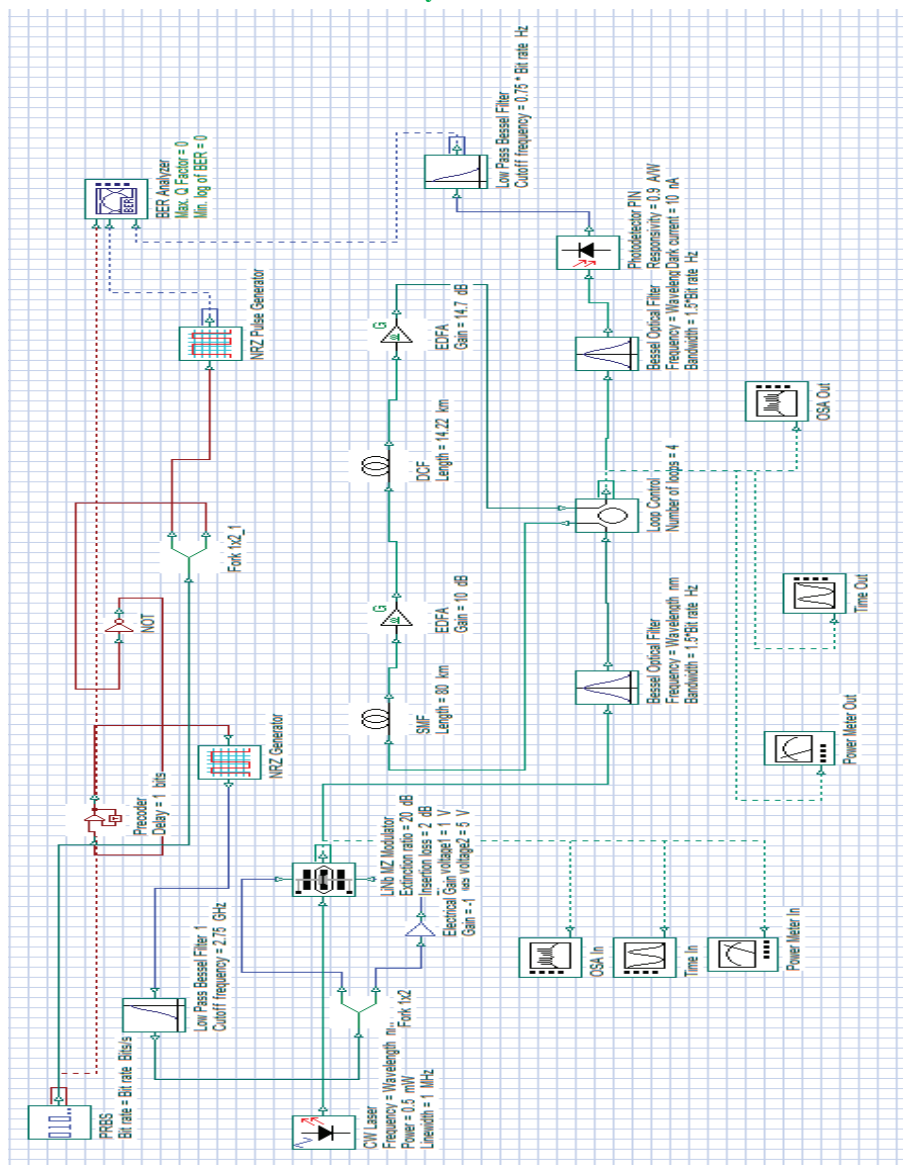 PRBS
Bit rate = Bit rate Bits/s
Low Pass Bessel Filter 1
Cutoff frequency = 2.75 GHz
Precoder
Delay = 1 bits
NRZ Generator
NOT
Fork 1x2_1
NRZ Pulse Generator
BER
BER Analyzer
Max. Q Factor = 0
Min. log of BER = 0
CW Laser
Frequency = Wavelength
Power = 0.5 mW
Linewidth = 1 MHz
Fork 1x2
LiNb MZ Modulator
Extinction ratio = 20 dB
Insertion loss = 2 dB
voltage1 = 1 V
voltage2 = 5 V
Electrical Gain
Gain = -1
SMF
Length = 80 km
G
EDFA
Gain = 10 dB
DCF
Length = 14.22 km
G
EDFA
Gain = 14.7 dB
Low Pass Bessel Filter
Cutoff frequency = 0.75 * Bit rate Hz
Bessel Optical Filter
Frequency = Wavelength nm
Bandwidth = 1.5*Bit rate Hz
Loop Control
Number of loops = 4
Bessel Optical Filter
Frequency = Waveleng
Bandwidth = 1.5*Bit rate Hz
Photodetector PIN
Responsivity = 0.9 A/W
Dark current = 10 nA
OSA In
Time In
Power Meter In
Power Meter Out
Time Out
OSA Out